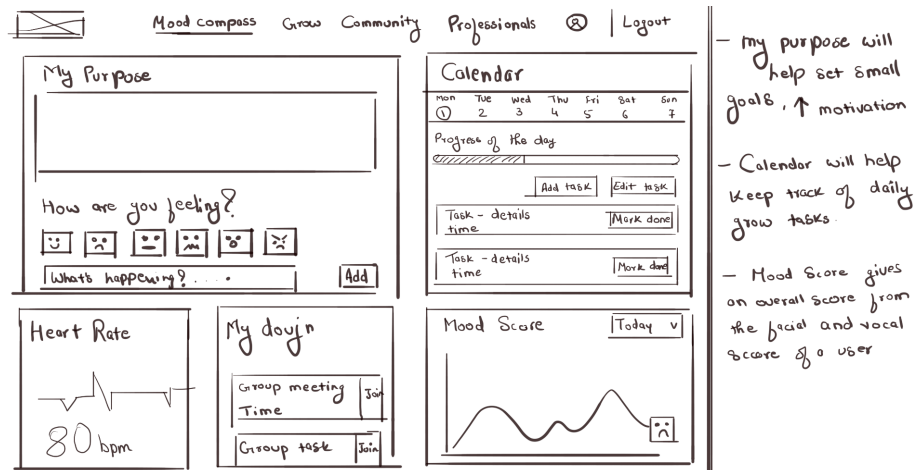 Mood compass Grow Community Professionals Logout
My Purpose
How are you feeling?
What's happening?....
Add
Calendar
Mon Tue Wed Thu Fri Sat Sun
1 2 3 4 5 6 7
Progress of the day
Add task Edit task
Task - details
time
Mark done
Task - details
time
Mark done
Heart Rate
80 bpm
My doujn
Group meeting
Time
Join
Group task
Join
Mood Score
Today v
- my purpose will
help set small
goals, ↑ motivation
- Calendar will help
keep track of daily
grow tasks.
- Mood Score gives
an overall score from
the facial and vocal
sccore of a user